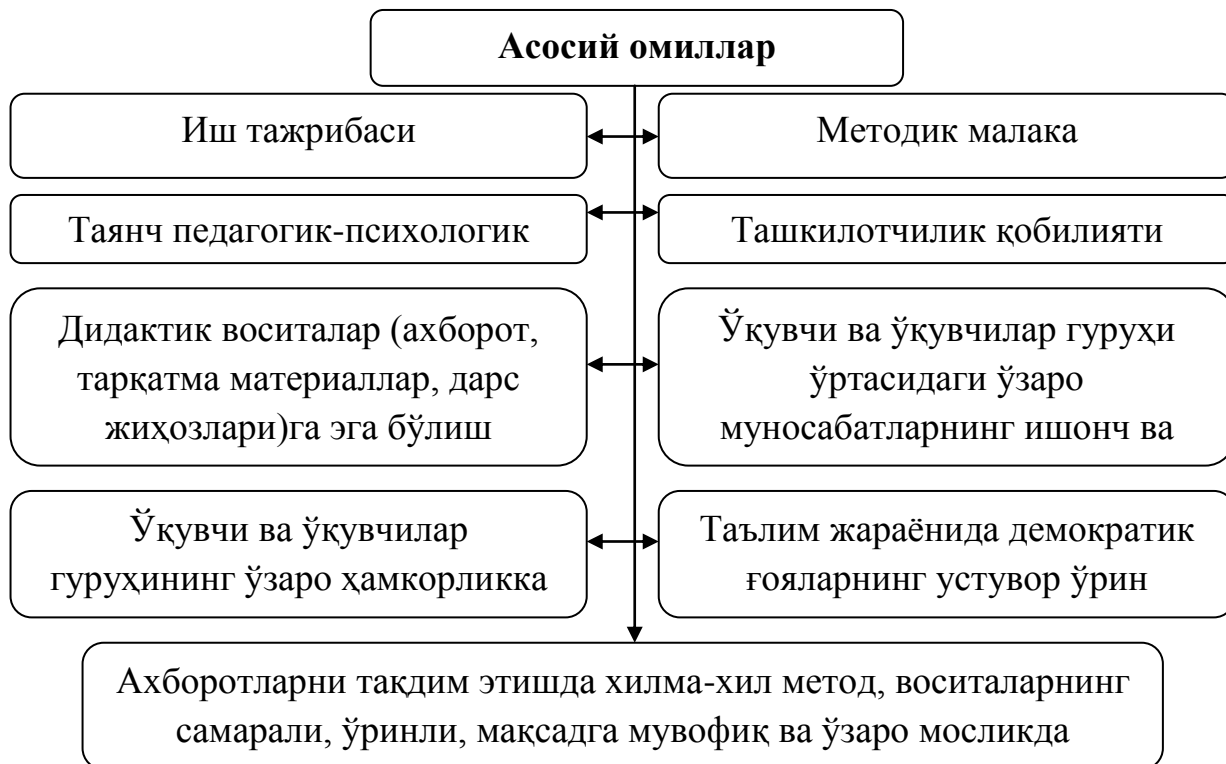 Асосий омиллар
Иш тажрибаси
Методик малака
Таянч педагогик-психологик
Ташкилотчилик қобилияти
Дидактик воситалар (ахборот,
тарқатма материаллар, дарс
жиҳозлари)га эга бўлиш
Ўқувчи ва ўқувчилар гуруҳи
ўртасидаги ўзаро
муносабатларнинг ишонч ва
Ўқувчи ва ўқувчилар
гуруҳининг ўзаро ҳамкорликка
Таълим жараёнида демократик
ғояларнинг устувор ўрин
Ахборотларни тақдим этишда хилма-хил метод, воситаларнинг
самарали, ўринли, мақсадга мувофиқ ва ўзаро мосликда